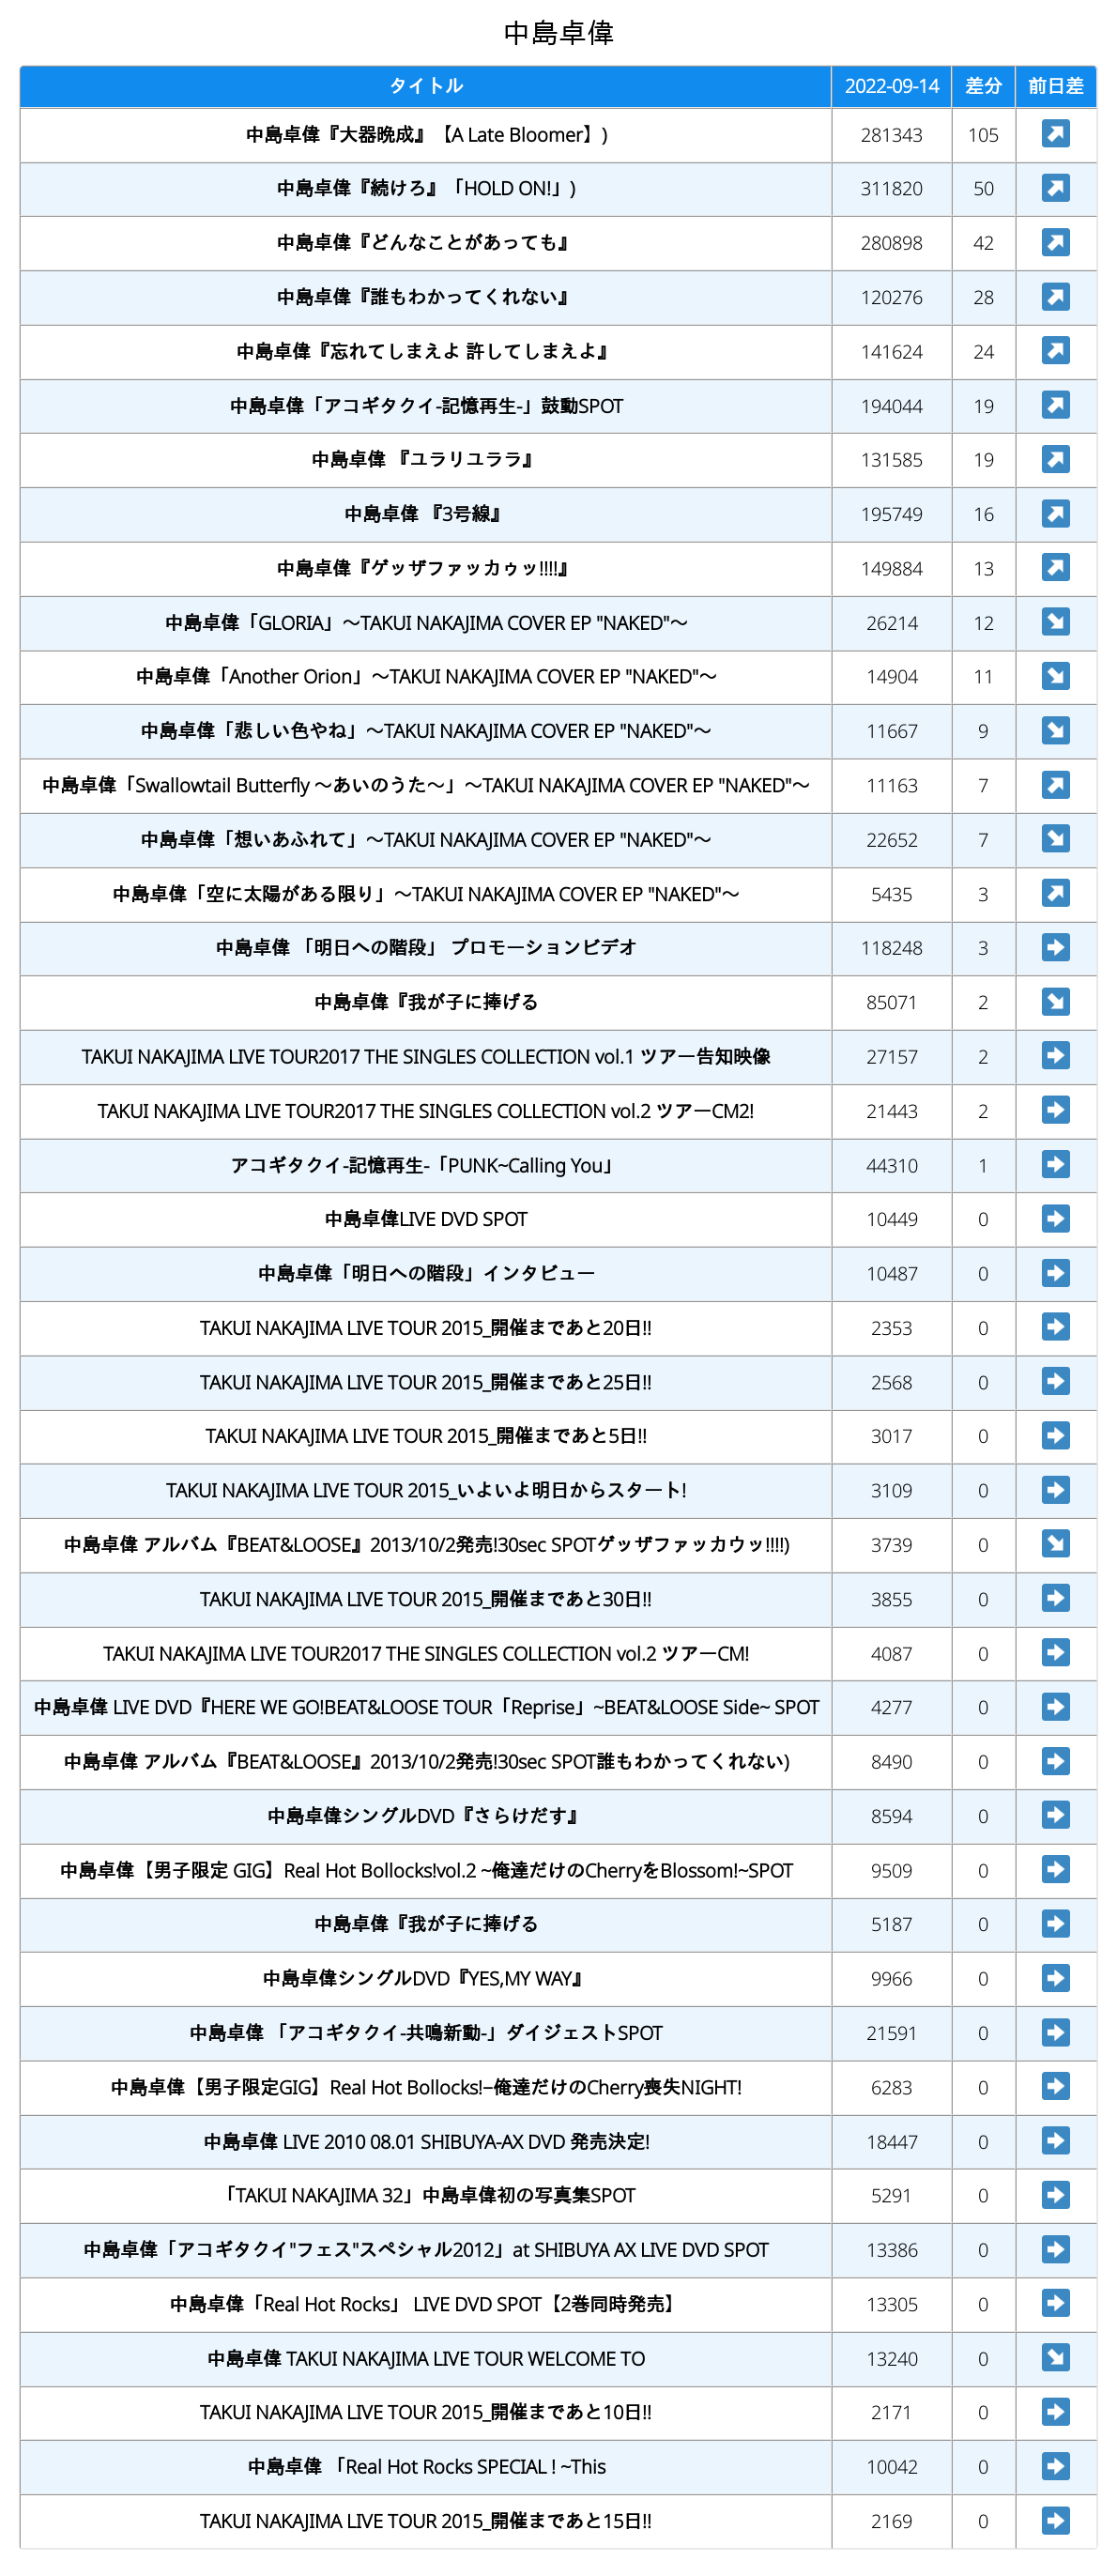 中島卓偉
タイトル 2022-09-14 差分 前日差
中島卓偉『大器晩成』【A Late Bloomer】) 281343 105 ↗
中島卓偉『続けろ』「HOLD ON!」) 311820 50 ↗
中島卓偉『どんなことがあっても』 280898 42 ↗
中島卓偉『誰もわかってくれない』 120276 28 ↗
中島卓偉『忘れてしまえよ 許してしまえよ』 141624 24 ↗
中島卓偉「アコギタクイ-記憶再生-」鼓動SPOT 194044 19 ↗
中島卓偉 『ユラリユララ』 131585 19 ↗
中島卓偉 『3号線』 195749 16 ↗
中島卓偉『ゲッザファッカゥッ!!!!』 149884 13 ↗
中島卓偉「GLORIA」〜TAKUI NAKAJIMA COVER EP "NAKED"〜 26214 12 ↘
中島卓偉「Another Orion」〜TAKUI NAKAJIMA COVER EP "NAKED"〜 14904 11 ↘
中島卓偉「悲しい色やね」〜TAKUI NAKAJIMA COVER EP "NAKED"〜 11667 9 ↘
中島卓偉「Swallowtail Butterfly 〜あいのうた〜」〜TAKUI NAKAJIMA COVER EP "NAKED"〜 11163 7 ↗
中島卓偉「想いあふれて」〜TAKUI NAKAJIMA COVER EP "NAKED"〜 22652 7 ↘
中島卓偉「空に太陽がある限り」〜TAKUI NAKAJIMA COVER EP "NAKED"〜 5435 3 ↗
中島卓偉 「明日への階段」 プロモーションビデオ 118248 3 ➡
中島卓偉『我が子に捧げる 85071 2 ↘
TAKUI NAKAJIMA LIVE TOUR2017 THE SINGLES COLLECTION vol.1 ツアー告知映像 27157 2 ➡
TAKUI NAKAJIMA LIVE TOUR2017 THE SINGLES COLLECTION vol.2 ツアーCM2! 21443 2 ➡
アコギタクイ-記憶再生-「PUNK~Calling You」 44310 1 ➡
中島卓偉LIVE DVD SPOT 10449 0 ➡
中島卓偉「明日への階段」インタビュー 10487 0 ➡
TAKUI NAKAJIMA LIVE TOUR 2015_開催まであと20日!! 2353 0 ➡
TAKUI NAKAJIMA LIVE TOUR 2015_開催まであと25日!! 2568 0 ➡
TAKUI NAKAJIMA LIVE TOUR 2015_開催まであと5日!! 3017 0 ➡
TAKUI NAKAJIMA LIVE TOUR 2015_いよいよ明日からスタート! 3109 0 ➡
中島卓偉 アルバム『BEAT&LOOSE』2013/10/2発売!30sec SPOTゲッザファッカウッ!!!!) 3739 0 ↘
TAKUI NAKAJIMA LIVE TOUR 2015_開催まであと30日!! 3855 0 ➡
TAKUI NAKAJIMA LIVE TOUR2017 THE SINGLES COLLECTION vol.2 ツアーCM! 4087 0 ➡
中島卓偉 LIVE DVD『HERE WE GO!BEAT&LOOSE TOUR「Reprise」~BEAT&LOOSE Side~ SPOT 4277 0 ➡
中島卓偉 アルバム『BEAT&LOOSE』2013/10/2発売!30sec SPOT誰もわかってくれない) 8490 0 ➡
中島卓偉シングルDVD『さらけだす』 8594 0 ➡
中島卓偉【男子限定 GIG】Real Hot Bollocks!vol.2 ~俺達だけのCherryをBlossom!~SPOT 9509 0 ➡
中島卓偉『我が子に捧げる 5187 0 ➡
中島卓偉シングルDVD『YES,MY WAY』 9966 0 ➡
中島卓偉 「アコギタクイ-共鳴新動-」ダイジェストSPOT 21591 0 ➡
中島卓偉【男子限定GIG】Real Hot Bollocks!–俺達だけのCherry喪失NIGHT! 6283 0 ➡
中島卓偉 LIVE 2010 08.01 SHIBUYA-AX DVD 発売決定! 18447 0 ➡
「TAKUI NAKAJIMA 32」中島卓偉初の写真集SPOT 5291 0 ➡
中島卓偉「アコギタクイ"フェス"スペシャル2012」at SHIBUYA AX LIVE DVD SPOT 13386 0 ➡
中島卓偉「Real Hot Rocks」 LIVE DVD SPOT【2巻同時発売】 13305 0 ➡
中島卓偉 TAKUI NAKAJIMA LIVE TOUR WELCOME TO 13240 0 ↘
TAKUI NAKAJIMA LIVE TOUR 2015_開催まであと10日!! 2171 0 ➡
中島卓偉 「Real Hot Rocks SPECIAL ! ~This 10042 0 ➡
TAKUI NAKAJIMA LIVE TOUR 2015_開催まであと15日!! 2169 0 ➡